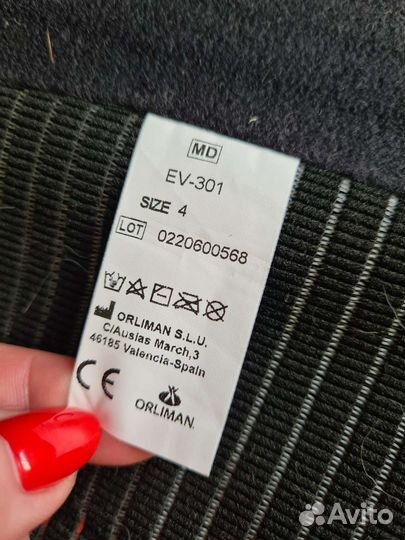 MD
EV-301
SIZE 4
LOT 0220600568
ORLIMAN S.L.U.
C/Ausias March,3
46185 Valencia-Spain
CE
ORLIMAN
Avito